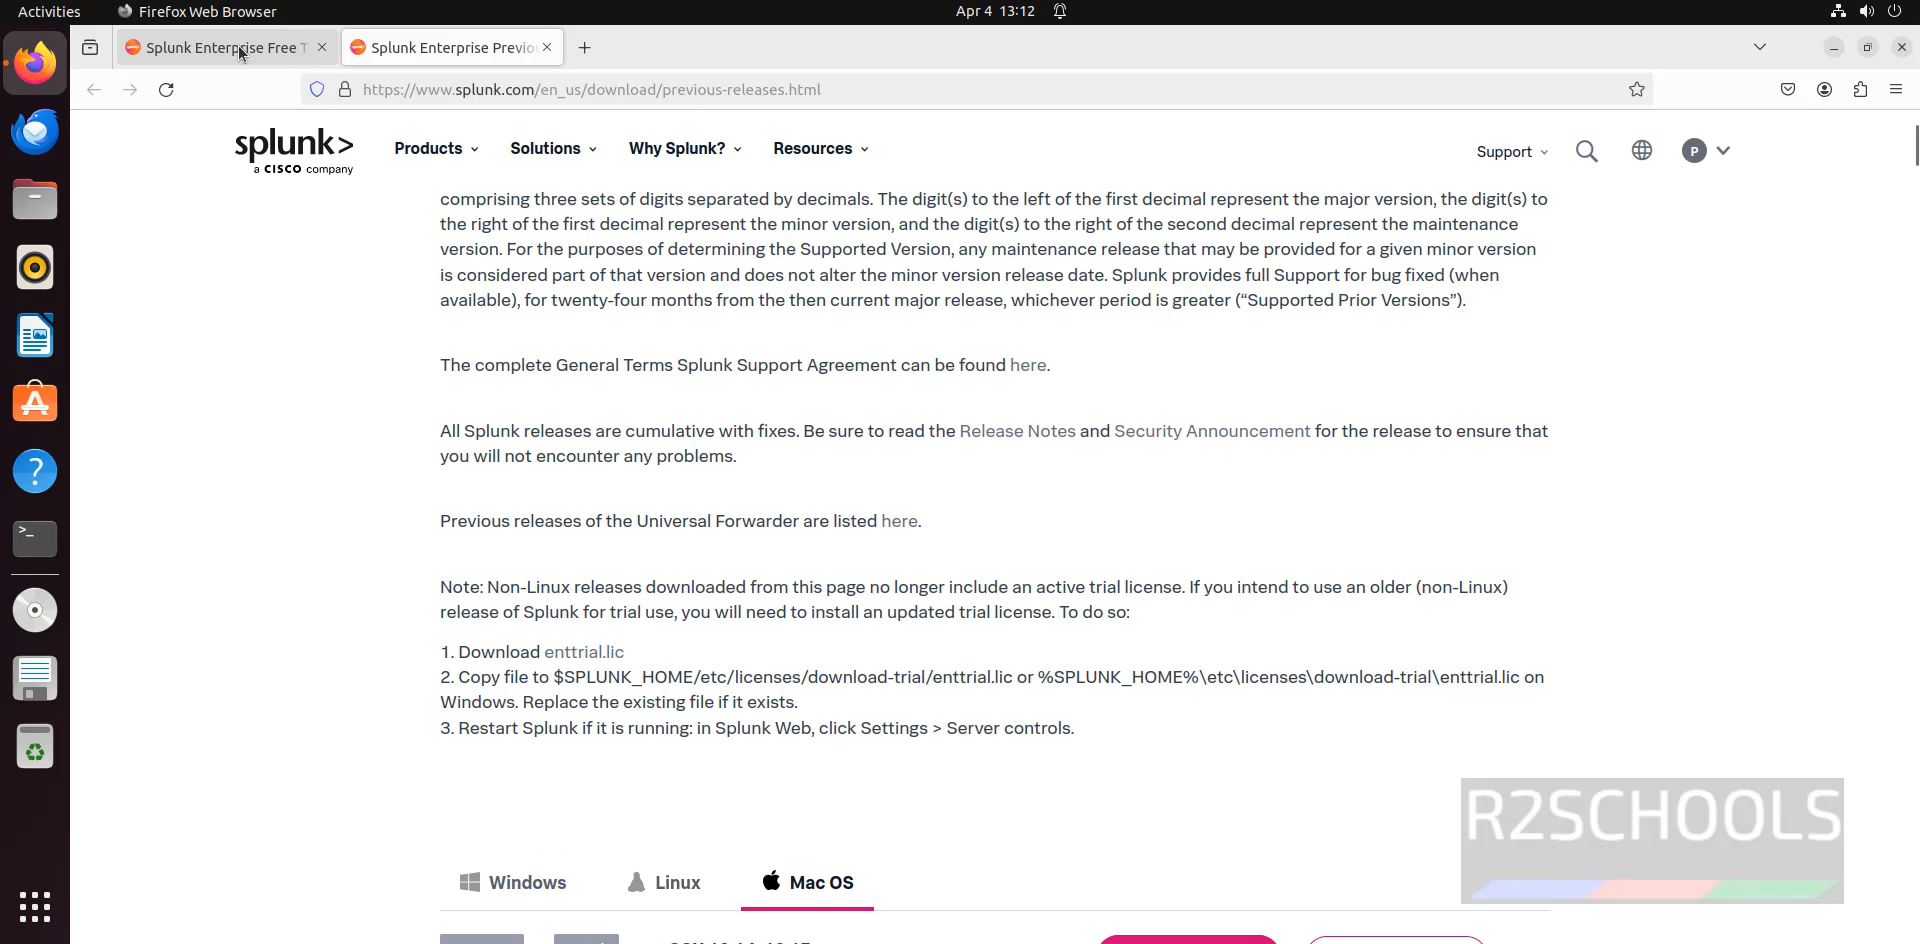 Activities Firefox Web Browser Apr 4 13:12
Splunk Enterprise Free T Splunk Enterprise Previo
https://www.splunk.com/en_us/download/previous-releases.html
splunk> Products Solutions Why Splunk? Resources Support P
a CISCO company
comprising three sets of digits separated by decimals. The digit(s) to the left of the first decimal represent the major version, the digit(s) to
the right of the first decimal represent the minor version, and the digit(s) to the right of the second decimal represent the maintenance
version. For the purposes of determining the Supported Version, any maintenance release that may be provided for a given minor version
is considered part of that version and does not alter the minor version release date. Splunk provides full Support for bug fixed (when
available), for twenty-four months from the then current major release, whichever period is greater (“Supported Prior Versions”).
The complete General Terms Splunk Support Agreement can be found here.
All Splunk releases are cumulative with fixes. Be sure to read the Release Notes and Security Announcement for the release to ensure that
you will not encounter any problems.
Previous releases of the Universal Forwarder are listed here.
Note: Non-Linux releases downloaded from this page no longer include an active trial license. If you intend to use an older (non-Linux)
release of Splunk for trial use, you will need to install an updated trial license. To do so:
1. Download enttrial.lic
2. Copy file to $SPLUNK_HOME/etc/licenses/download-trial/enttrial.lic or %SPLUNK_HOME%\etc\licenses\download-trial\enttrial.lic on
Windows. Replace the existing file if it exists.
3. Restart Splunk if it is running: in Splunk Web, click Settings > Server controls.
R2SCHOOLS
Windows Linux Mac OS